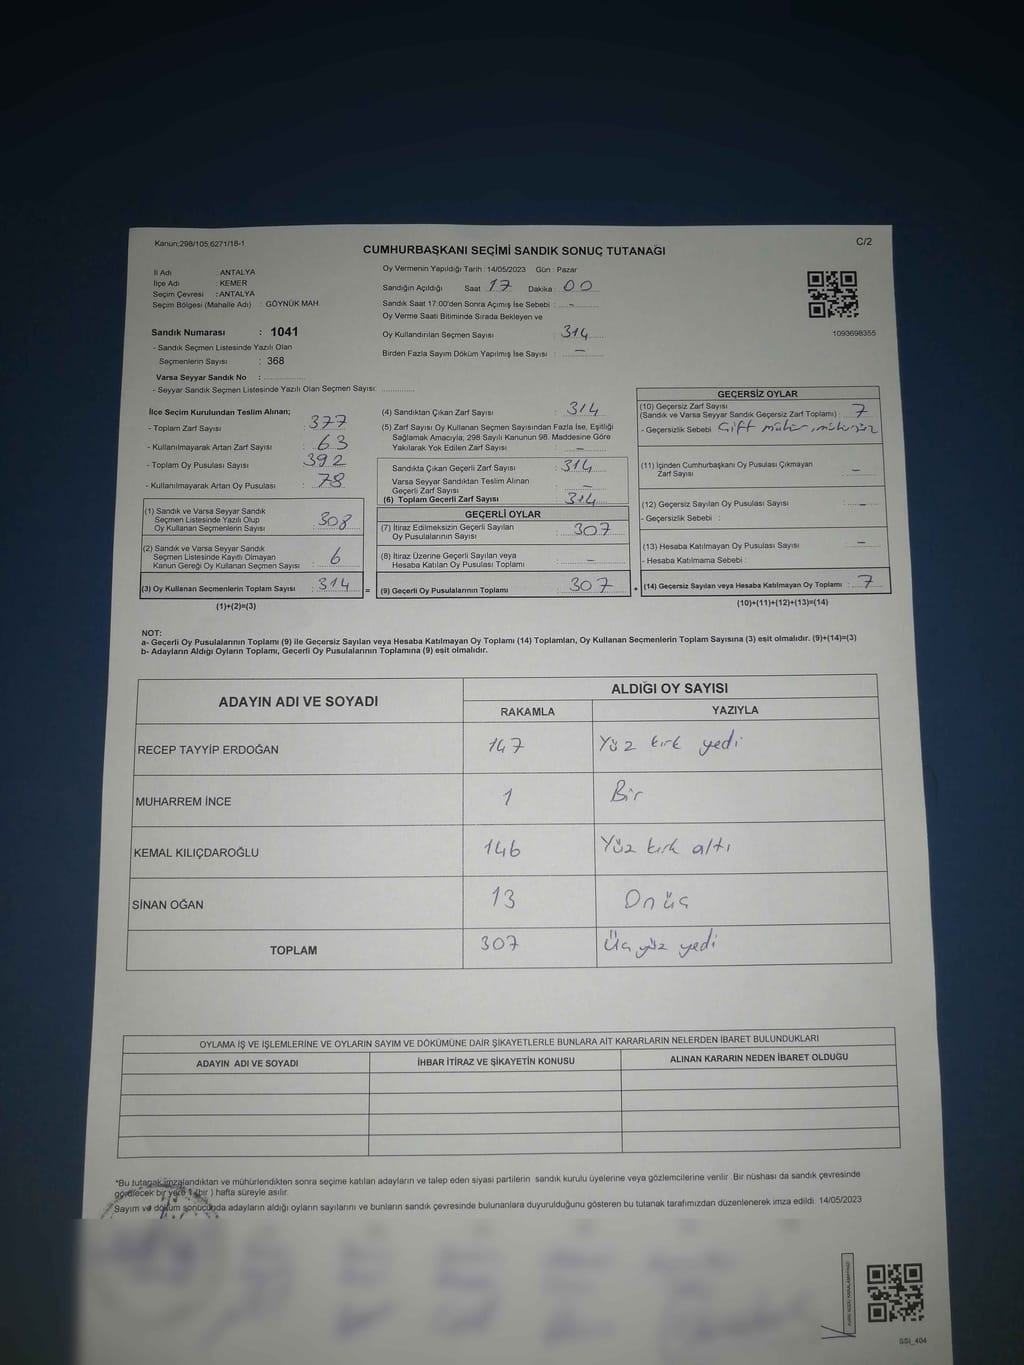 Kanun;298/105,6271/18-1
C/2
CUMHURBAŞKANI SEÇİMİ SANDIK SONUÇ TUTANAĞI
İl Adı : ANTALYA
İlçe Adı : KEMER
Seçim Çevresi : ANTALYA
Seçim Bölgesi (Mahalle Adı) : GÖYNÜK MAH.
Oy Vermenin Yapıldığı Tarih : 14/05/2023 Gün : Pazar
Sandığın Açıldığı Saat 17 Dakika : 00
Sandık Saat 17:00'den Sonra Açımış İse Sebebi : -
Oy Verme Saati Bitiminde Sırada Bekleyen ve
Oy Kullandırılan Seçmen Sayısı : 314
Birden Fazla Sayım Döküm Yapılmış İse Sayısı : -
1093698355
Sandık Numarası : 1041
- Sandık Seçmen Listesinde Yazılı Olan
Seçmenlerin Sayısı : 368
Varsa Seyyar Sandık No :
- Seyyar Sandık Seçmen Listesinde Yazılı Olan Seçmen Sayısı:
İlçe Seçim Kurulundan Teslim Alınan;
- Toplam Zarf Sayısı : 377
- Kullanılmayarak Artan Zarf Sayısı : 63
- Toplam Oy Pusulası Sayısı : 392
- Kullanılmayarak Artan Oy Pusulası : 78
(1) Sandık ve Varsa Seyyar Sandık
Seçmen Listesinde Yazılı Olup
Oy Kullanan Seçmenlerin Sayısı : 308
(2) Sandık ve Varsa Seyyar Sandık
Seçmen Listesinde Kayıtlı Olmayan
Kanun Gereği Oy Kullanan Seçmen Sayısı : 6
(3) Oy Kullanan Seçmenlerin Toplam Sayısı : 314 =
(1)+(2)=(3)
(4) Sandıktan Çıkan Zarf Sayısı : 314
(5) Zarf Sayısı Oy Kullanan Seçmen Sayısından Fazla İse, Eşitliği
Sağlamak Amacıyla; 298 Sayılı Kanunun 98. Maddesine Göre
Yakılarak Yok Edilen Zarf Sayısı : -
Sandıkta Çıkan Geçerli Zarf Sayısı : 314
Varsa Seyyar Sandıktan Teslim Alınan
Geçerli Zarf Sayısı : -
(6) Toplam Geçerli Zarf Sayısı : 314
GEÇERLİ OYLAR
(7) İtiraz Edilmeksizin Geçerli Sayılan
Oy Pusulalarının Sayısı : 307
(8) İtiraz Üzerine Geçerli Sayılan veya
Hesaba Katılan Oy Pusulası Toplamı : -
(9) Geçerli Oy Pusulalarının Toplamı : 307 +
GEÇERSİZ OYLAR
(10) Geçersiz Zarf Sayısı
(Sandık ve Varsa Seyyar Sandık Geçersiz Zarf Toplamı) : 7
- Geçersizlik Sebebi : Çift mühür, mühürsüz
(11) İçinden Cumhurbaşkanı Oy Pusulası Çıkmayan
Zarf Sayısı : -
(12) Geçersiz Sayılan Oy Pusulası Sayısı : -
- Geçersizlik Sebebi :
(13) Hesaba Katılmayan Oy Pusulası Sayısı : -
- Hesaba Katılmama Sebebi :
(14) Geçersiz Sayılan veya Hesaba Katılmayan Oy Toplamı : 7
(10)+(11)+(12)+(13)=(14)
NOT:
a- Geçerli Oy Pusulalarının Toplamı (9) ile Geçersiz Sayılan veya Hesaba Katılmayan Oy Toplamı (14) Toplamları, Oy Kullanan Seçmenlerin Toplam Sayısına (3) eşit olmalıdır. (9)+(14)=(3)
b- Adayların Aldığı Oyların Toplamı, Geçerli Oy Pusulalarının Toplamına (9) eşit olmalıdır.
ADAYIN ADI VE SOYADI ALDIĞI OY SAYISI
RAKAMLA YAZIYLA
RECEP TAYYİP ERDOĞAN 147 Yüz kırk yedi
MUHARREM İNCE 1 Bir
KEMAL KILIÇDAROĞLU 146 Yüz kırk altı
SİNAN OĞAN 13 Onüç
TOPLAM 307 Üçyüz yedi
OYLAMA İŞ VE İŞLEMLERİNE VE OYLARIN SAYIM VE DÖKÜMÜNE DAİR ŞİKAYETLERLE BUNLARA AİT KARARLARIN NELERDEN İBARET BULUNDUKLARI
ADAYIN ADI VE SOYADI İHBAR İTİRAZ VE ŞİKAYETİN KONUSU ALINAN KARARIN NEDEN İBARET OLDUĞU
*Bu tutanak imzalandıktan ve mühürlendikten sonra seçime katılan adayların ve talep eden siyasi partilerin sandık kurulu üyelerine veya gözlemcilerine verilir. Bir nüshası da sandık çevresinde
görülecek bir yere 1 (bir) hafta süreyle asılır.
Sayım ve döküm sonucunda adayların aldığı oyların sayılarını ve bunların sandık çevresinde bulunanlara duyurulduğunu gösteren bu tutanak tarafımızdan düzenlenerek imza edildi. 14/05/2023
SSI_404